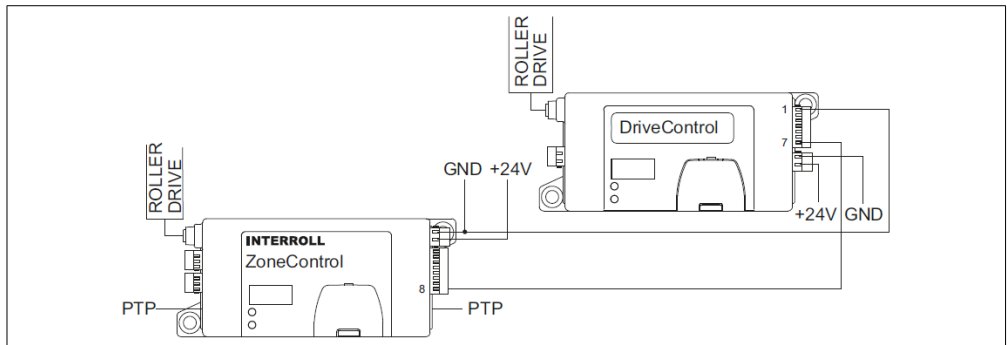 ROLLER
DRIVE
1
DriveControl
7
ROLLER
DRIVE
GND +24V
+24V GND
INTERROLL
ZoneControl
8
PTP
PTP